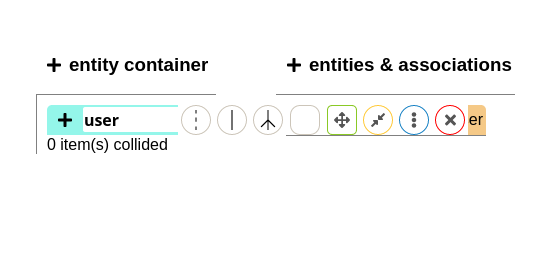 + entity container
+ entities & associations
+ user
er
0 item(s) collided